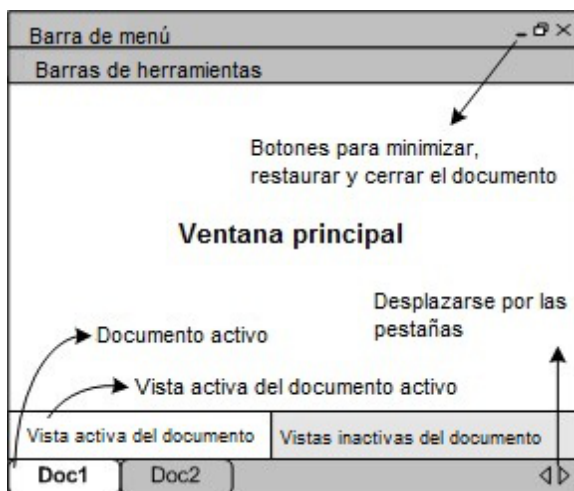 Barra de menú
Barras de herramientas
Botones para minimizar,
restaurar y cerrar el documento
Ventana principal
Desplazarse por las
pestañas
Documento activo
Vista activa del documento activo
Vista activa del documento
Vistas inactivas del documento
Doc1
Doc2